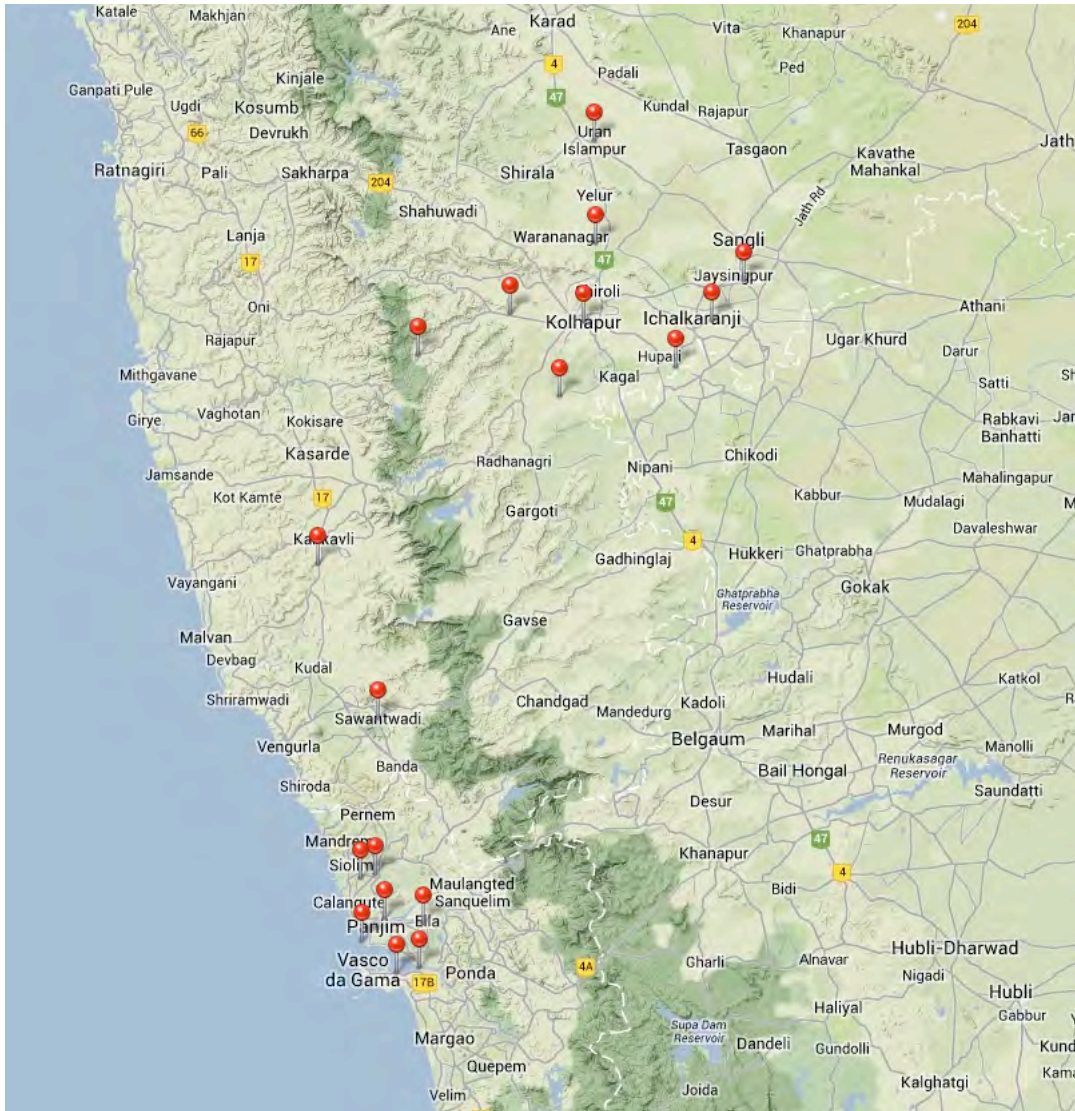 Katale
Makhjan
Karad
Ane
Vita
Khanapur
204
Kinjale
4
Padali
Ped
Ganpati Pule
Ugdi
Kosumb
47
Kundal
Rajapur
66
Devrukh
Uran
Islampur
Tasgaon
Kavathe
Mahankal
Jath
Ratnagiri
Pali
Sakharpa
204
Shirala
Jath Rd
Yelur
Shahuwadi
Lanja
Warananagar
Sangli
17
47
Jaysingpur
Oni
Athani
Kolhapur
Ichalkaranji
Rajapur
Ugar Khurd
Darur
Mithgavane
Kagal
Satti
Girye
Vaghotan
Kokisare
Rabkavi
Banhatti
Kasarde
Radhanagri
Nipani
Chikodi
Jamsande
Mahalingapur
Kot Kamte
17
Gargoti
47
Kabbur
Mudalagi
Davaleshwar
4
Gadhinglaj
Hukkeri
Ghatprabha
Vayangani
Gokak
Ghatprabha
Reservoir
Gavse
Malvan
Devbag
Kudal
Hudali
Katkol
Shriramwadi
Chandgad
Mandedurg
Kadoli
Sawantwadi
Marihal
Murgod
Vengurla
Belgaum
Manolli
Banda
Bail Hongal
Renukasagar
Reservoir
Shiroda
Saundatti
Desur
Pernem
47
Siolim
Khanapur
4
Calangute
Maulangted
Sanquelim
Bidi
Panjim
Hubli-Dharwad
Vasco
da Gama
17B
Ponda
4A
Gharli
Alnavar
Nigadi
Hubli
Haliyal
Gabbur
Margao
Supa Dam
Reservoir
Dandeli
Gundolli
Quepem
Velim
Joida
Kalghatgi